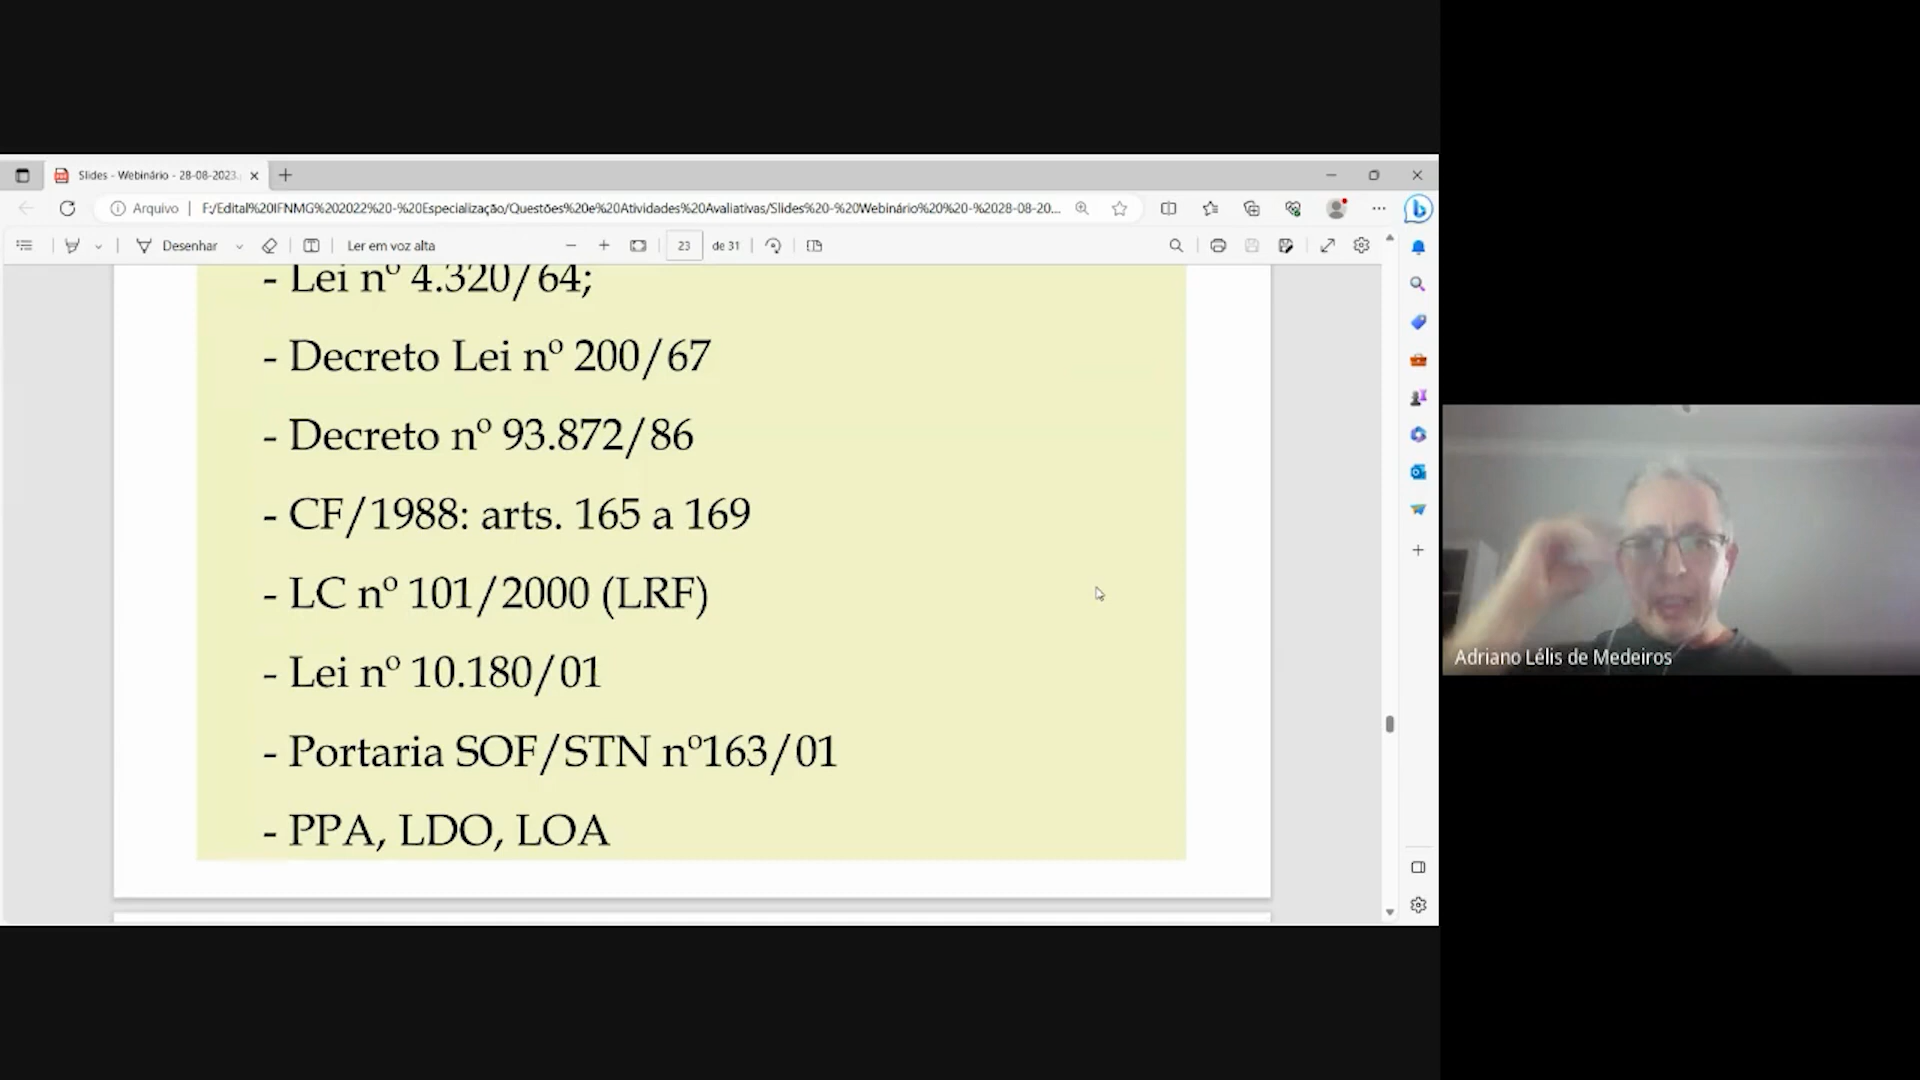 Slides - Webinário - 28-08-2023.
Arquivo
F:/Edital%20IFNMG%202022%20-%20Especialização/Questões%20e%20Atividades%20Avaliativas/Slides%20-%20Webinário%20%20-%2028-08-20...
Desenhar
Ler em voz alta
23
de 31
- Lei nº 4.320/64;
- Decreto Lei nº 200/67
- Decreto nº 93.872/86
- CF/1988: arts. 165 a 169
- LC nº 101/2000 (LRF)
- Lei nº 10.180/01
- Portaria SOF/STN nº163/01
- PPA, LDO, LOA
Adriano Lélis de Medeiros